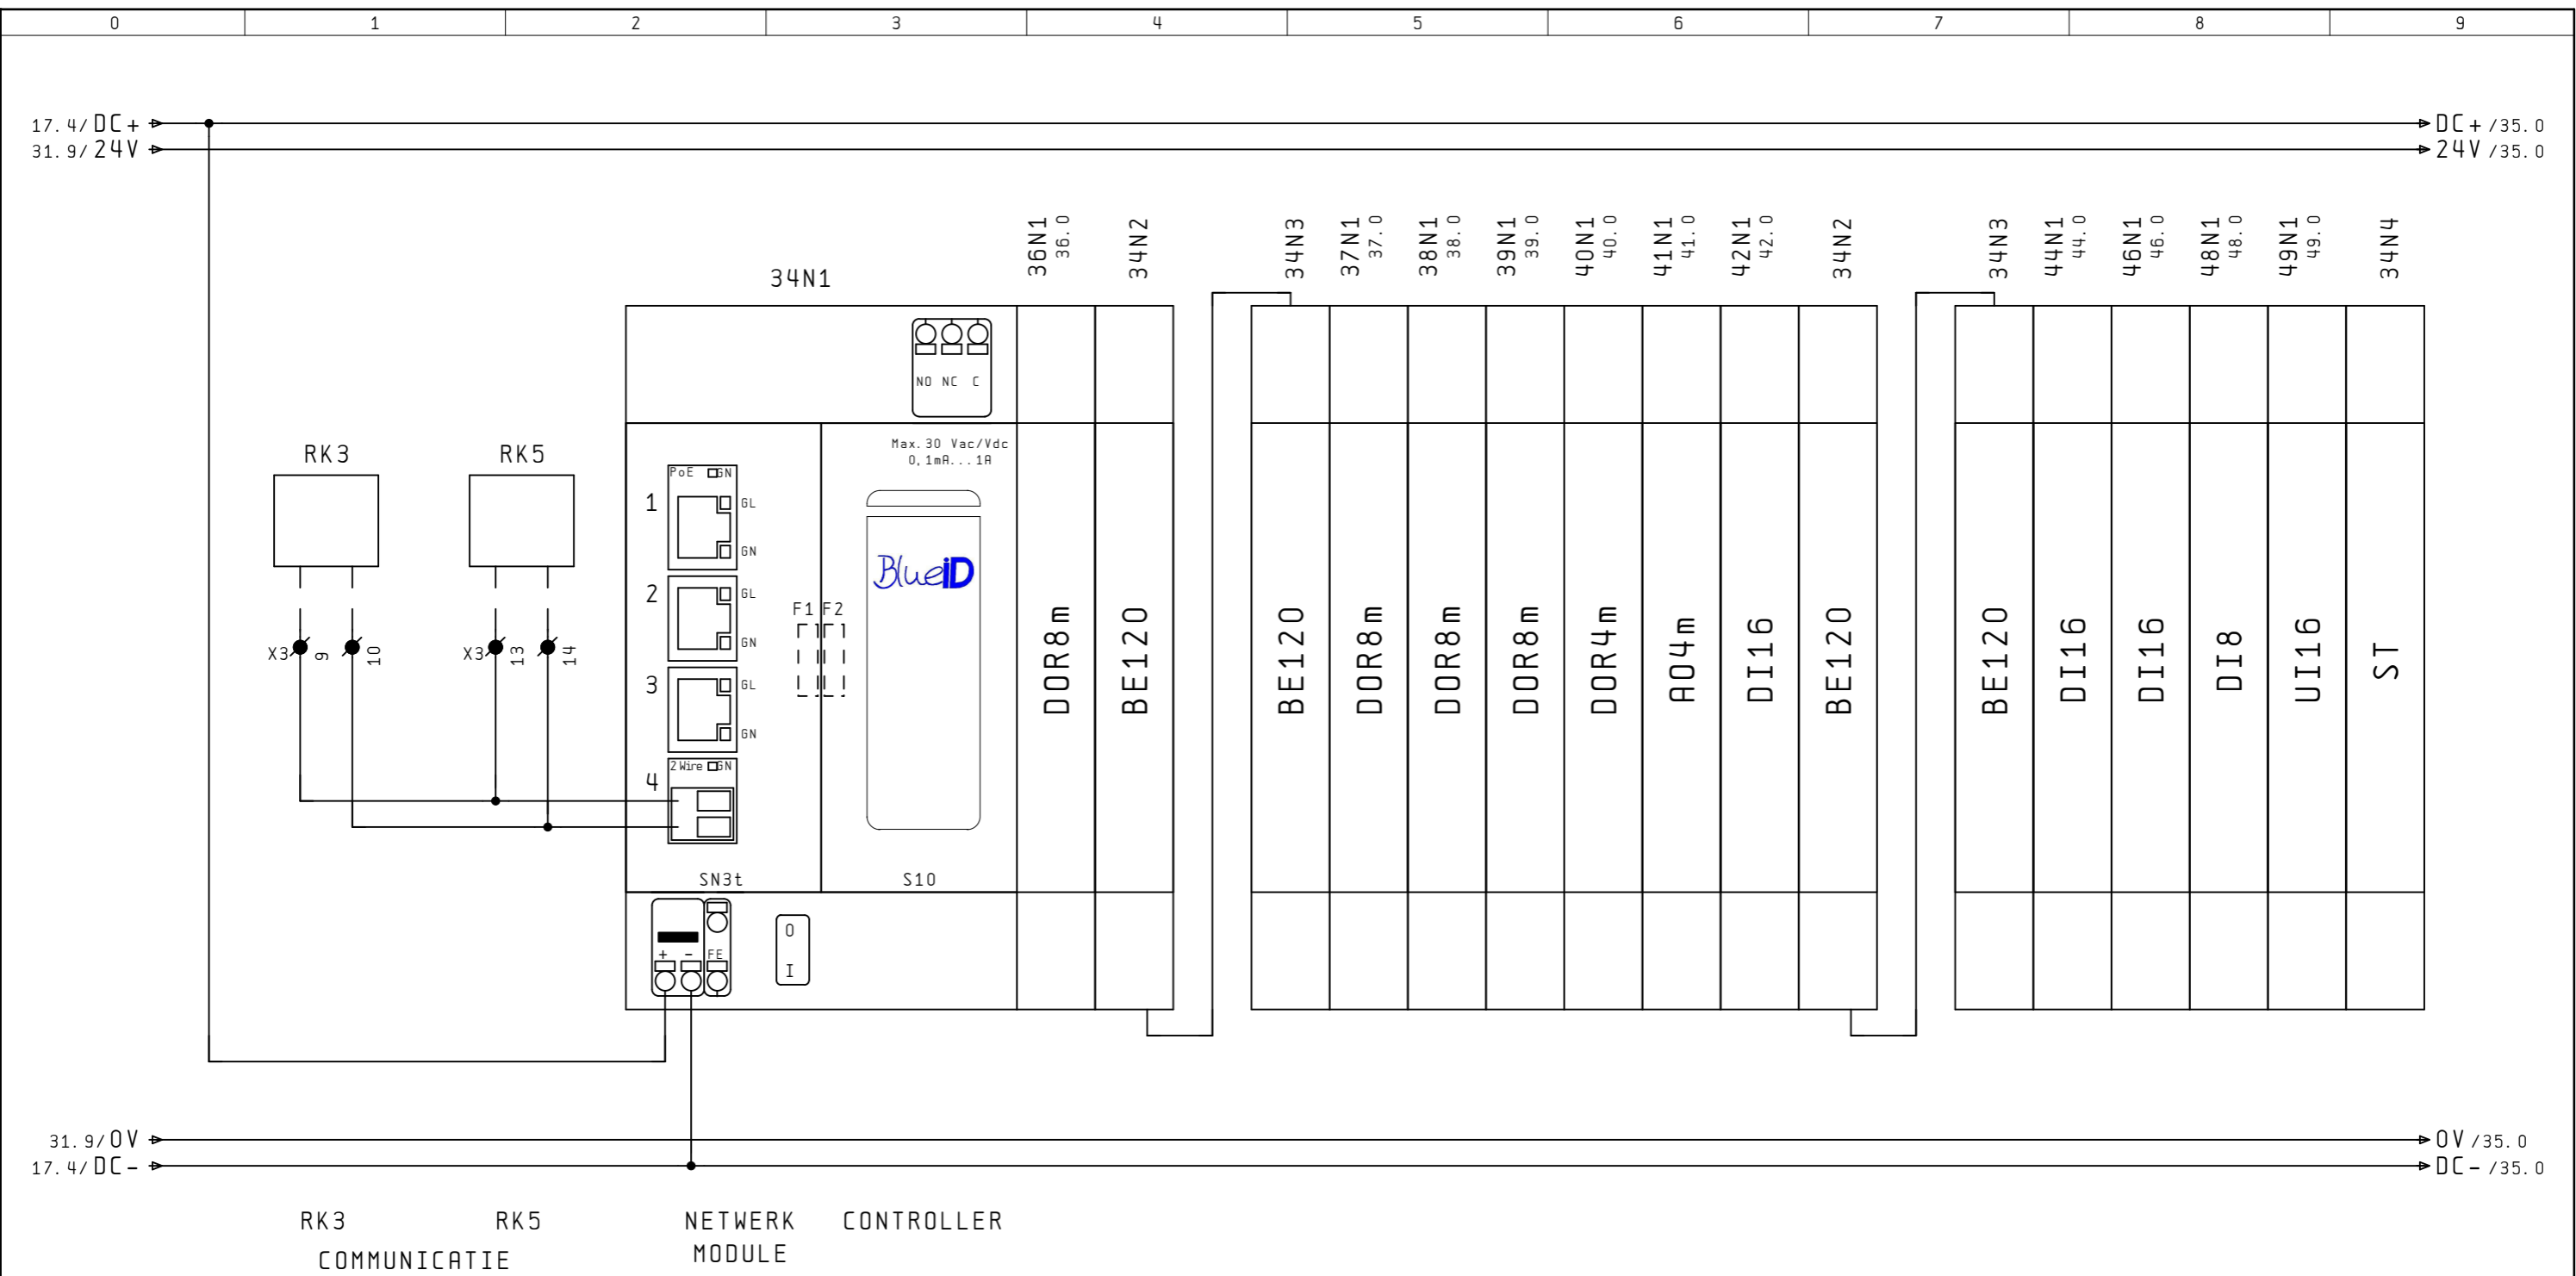 0 1 2 3 4 5 6 7 8 9
17.4/DC+
DC+/35.0
31.9/24V
24V/35.0
34N1
36N1 36.0
34N2
34N3
37N1 37.0
38N1 38.0
39N1 39.0
40N1 40.0
41N1 41.0
42N1 42.0
34N2
34N3
44N1 44.0
46N1 46.0
48N1 48.0
49N1 49.0
34N4
NO NC C
Max.30 Vac/Vdc
0,1mA...1A
RK3
RK5
PoE GN
1 GL
GN
2 GL
GN
3 GL
GN
2 Wire GN
4
F1 F2
BlueiD
X3 9 10
X3 13 14
DOR8m
BE120
BE120
DOR8m
DOR8m
DOR8m
DOR4m
AO4m
DI16
BE120
BE120
DI16
DI16
DI8
UI16
ST
SN3t
S10
+ - FE
O
I
31.9/0V
0V/35.0
17.4/DC-
DC-/35.0
RK3 RK5 NETWERK CONTROLLER
COMMUNICATIE MODULE